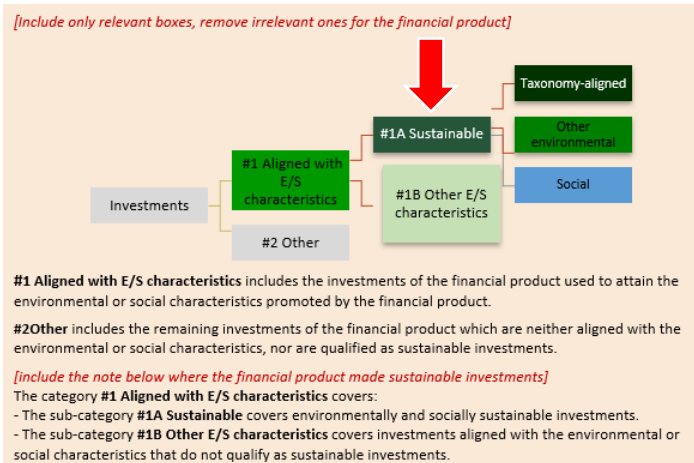 [Include only relevant boxes, remove irrelevant ones for the financial product]
Taxonomy-aligned
#1A Sustainable
Other
environmental
#1 Aligned with
E/S
characteristics
#1B Other E/S
characteristics
Social
Investments
#2 Other
#1 Aligned with E/S characteristics includes the investments of the financial product used to attain the
environmental or social characteristics promoted by the financial product.
#2Other includes the remaining investments of the financial product which are neither aligned with the
environmental or social characteristics, nor are qualified as sustainable investments.
[include the note below where the financial product made sustainable investments]
The category #1 Aligned with E/S characteristics covers:
- The sub-category #1A Sustainable covers environmentally and socially sustainable investments.
- The sub-category #1B Other E/S characteristics covers investments aligned with the environmental or
social characteristics that do not qualify as sustainable investments.